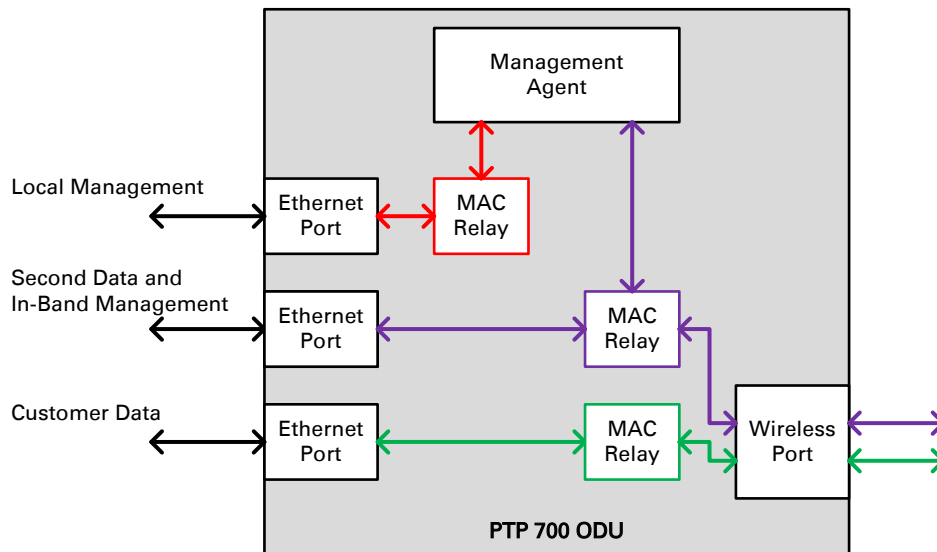 Management
Agent
Local Management
Ethernet
Port
MAC
Relay
Second Data and
In-Band Management
Ethernet
Port
MAC
Relay
Customer Data
Ethernet
Port
MAC
Relay
Wireless
Port
PTP 700 ODU